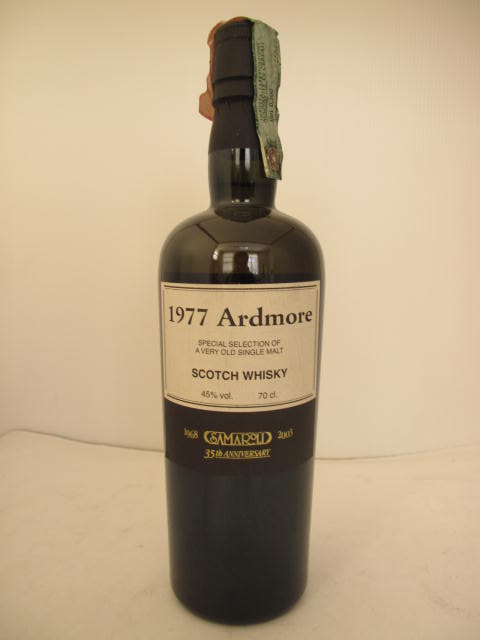 1977 Ardmore
SPECIAL SELECTION OF
A VERY OLD SINGLE MALT
SCOTCH WHISKY
45% vol. 70 cl.
1968 SAMAROLI 2003
35th ANNIVERSARY